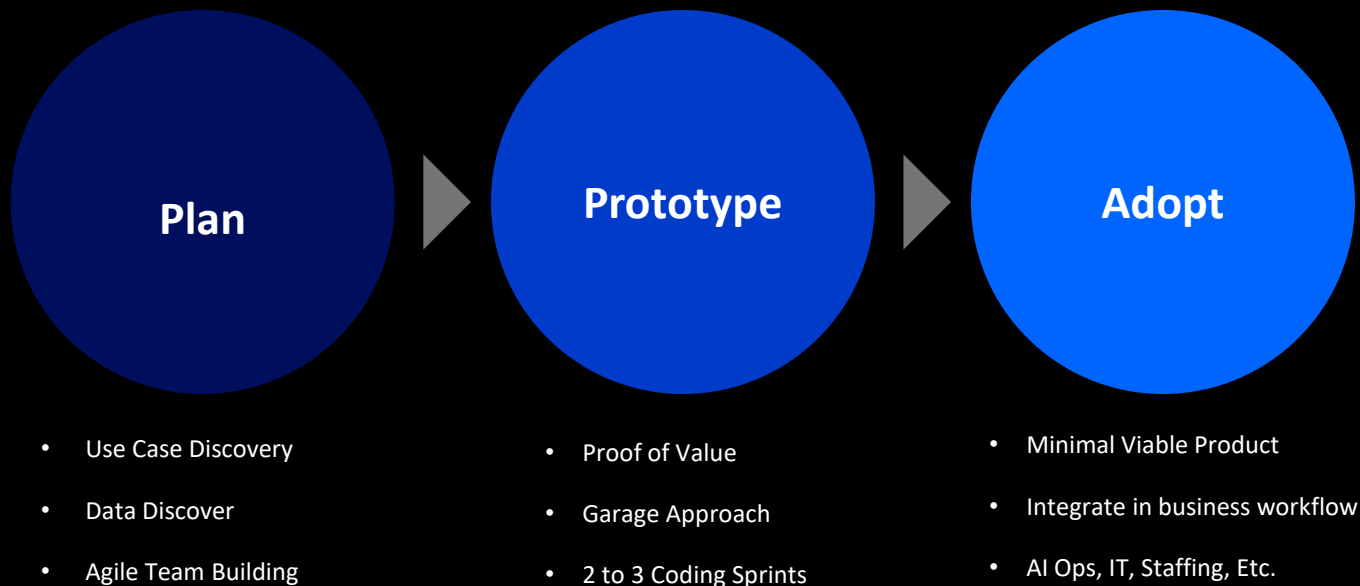 Plan
Prototype
Adopt
• Use Case Discovery
• Data Discover
• Agile Team Building
• Proof of Value
• Garage Approach
• 2 to 3 Coding Sprints
• Minimal Viable Product
• Integrate in business workflow
• AI Ops, IT, Staffing, Etc.